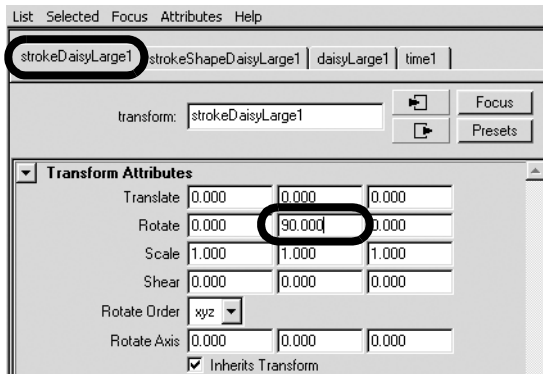 List Selected Focus Attributes Help
strokeDaisyLarge1 strokeShapeDaisyLarge1 daisyLarge1 time1
transform: strokeDaisyLarge1 Focus
Presets
Transform Attributes
Translate 0.000 0.000 0.000
Rotate 0.000 90.000 0.000
Scale 1.000 1.000 1.000
Shear 0.000 0.000 0.000
Rotate Order xyz
Rotate Axis 0.000 0.000 0.000
Inherits Transform